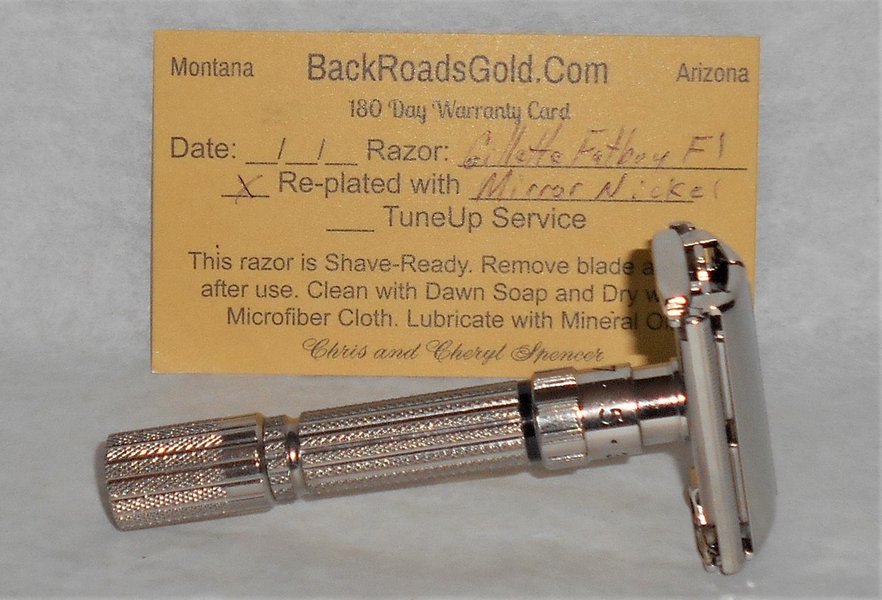 Montana BackRoadsGold.Com Arizona
180 Day Warranty Card
Date: __/__/__ Razor: Gillette Fatboy F1
X Re-plated with Mirror Nickel
___ TuneUp Service
This razor is Shave-Ready. Remove blade
after use. Clean with Dawn Soap and Dry
Microfiber Cloth. Lubricate with Mineral
Chris and Cheryl Spencer
5